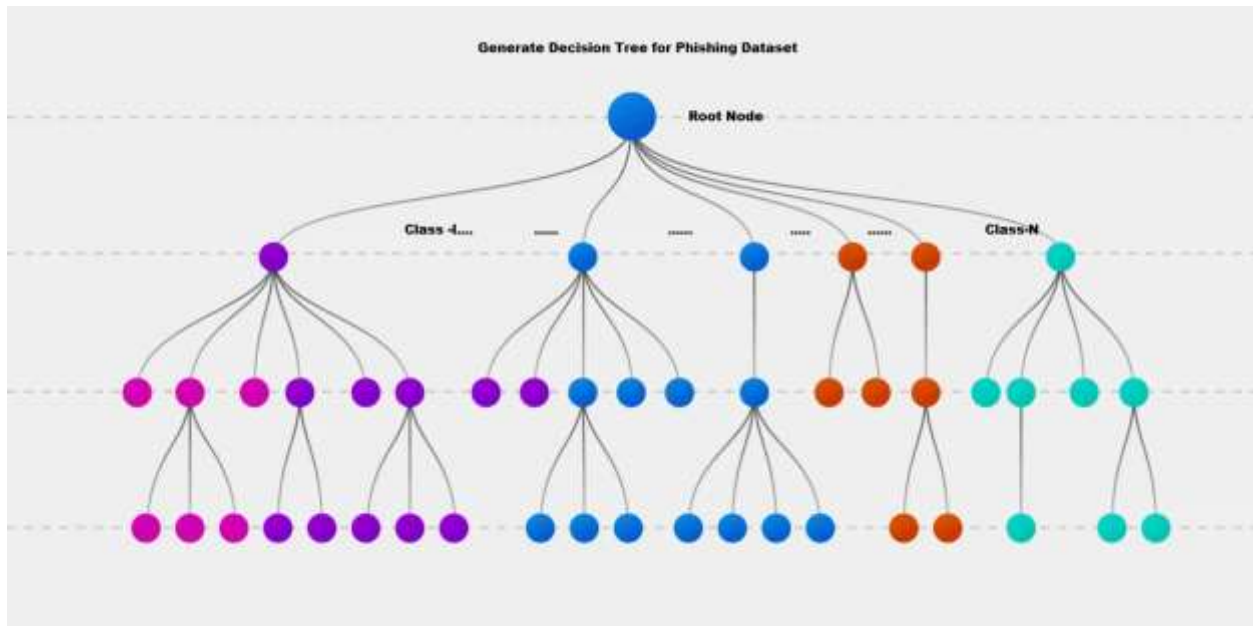 Generate Decision Tree for Phishing Dataset
Root Node
Class -I.... ...... ...... ..... ...... Class-N